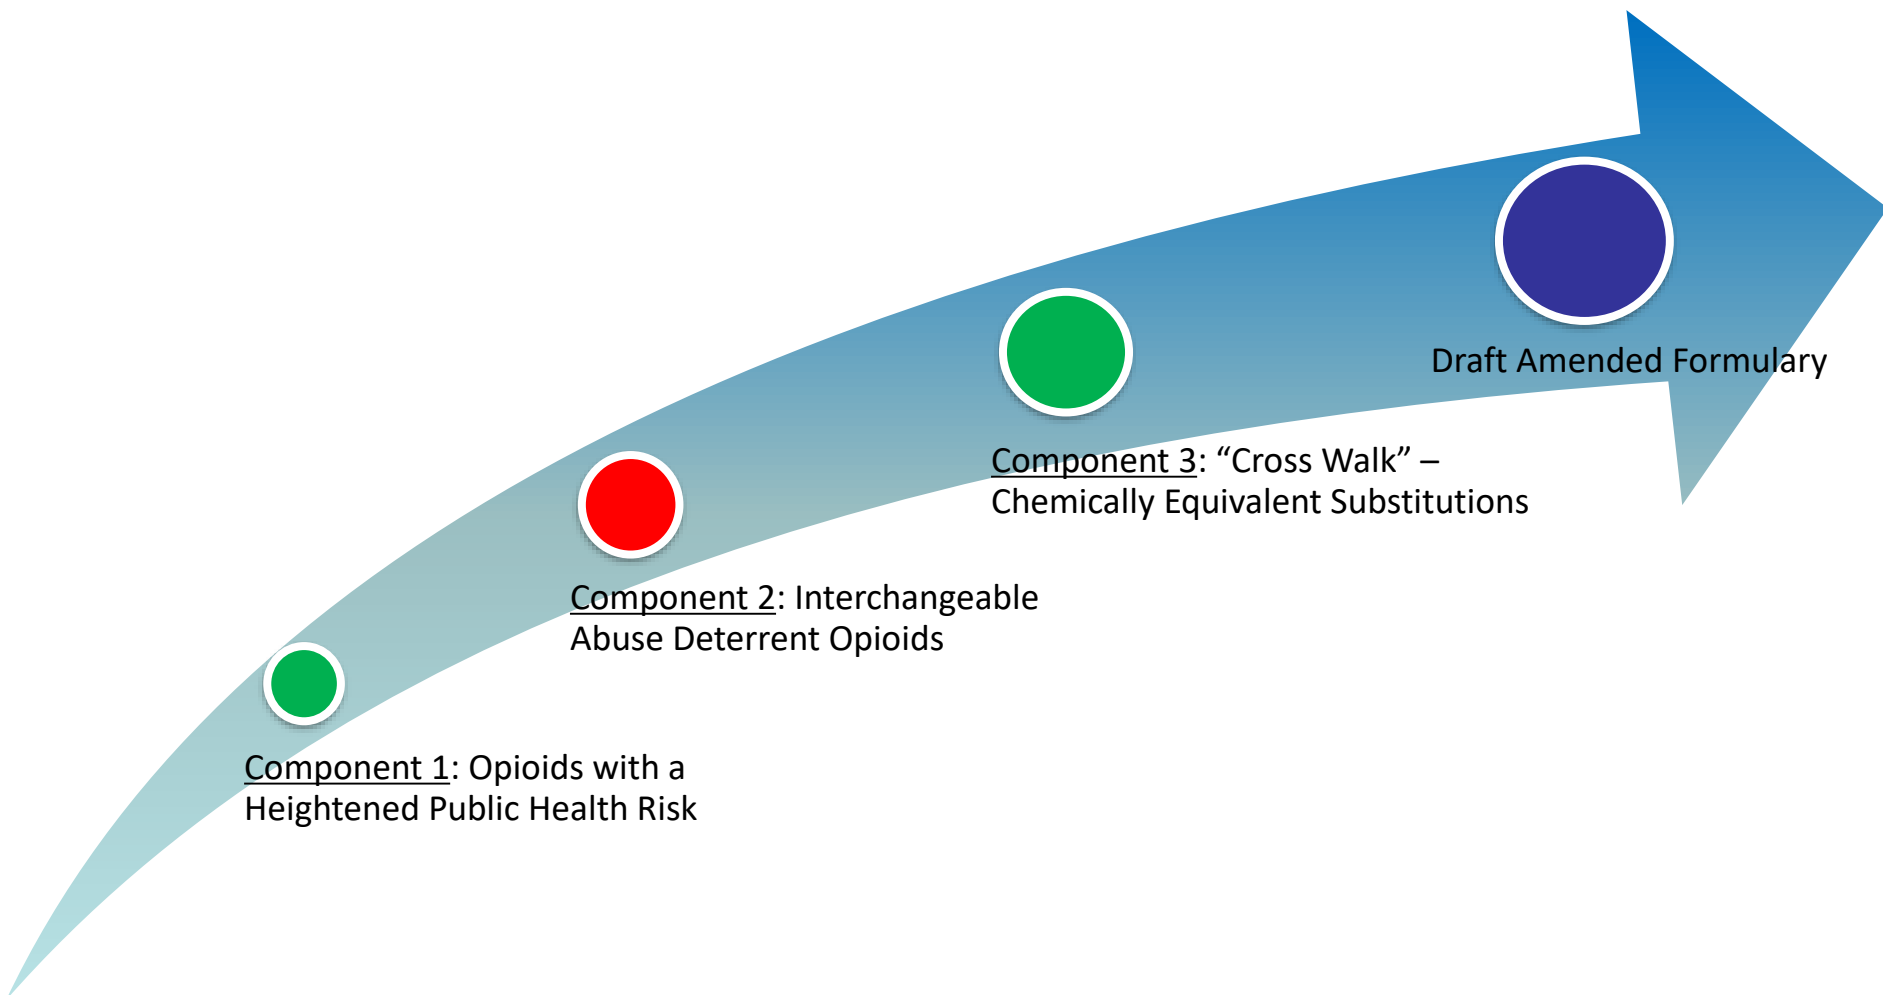 Draft Amended Formulary
Component 3: “Cross Walk” –
Chemically Equivalent Substitutions
Component 2: Interchangeable
Abuse Deterrent Opioids
Component 1: Opioids with a
Heightened Public Health Risk